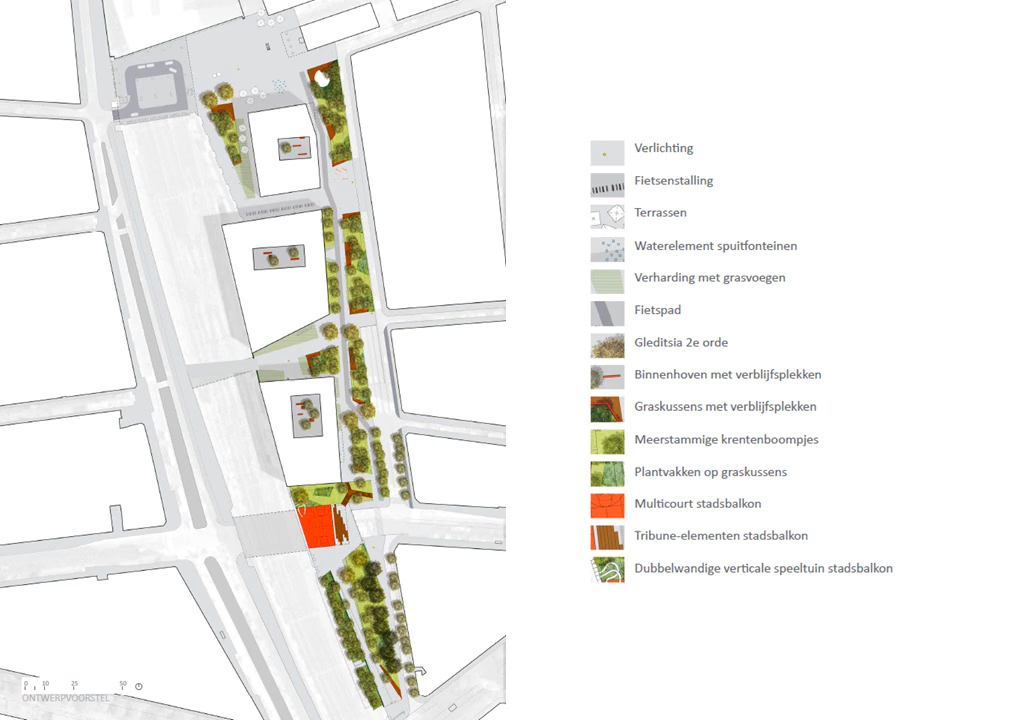 Verlichting
Fietsenstalling
Terrassen
Waterelement spuitfonteinen
Verharding met grasvoegen
Fietspad
Gleditsia 2e orde
Binnenhoven met verblijfsplekken
Graskussens met verblijfsplekken
Meerstammige krentenboompjes
Plantvakken op graskussens
Multicourt stadsbalkon
Tribune-elementen stadsbalkon
Dubbelwandige verticale speeltuin stadsbalkon
0 10 25 50
ONTWERPVOORSTEL